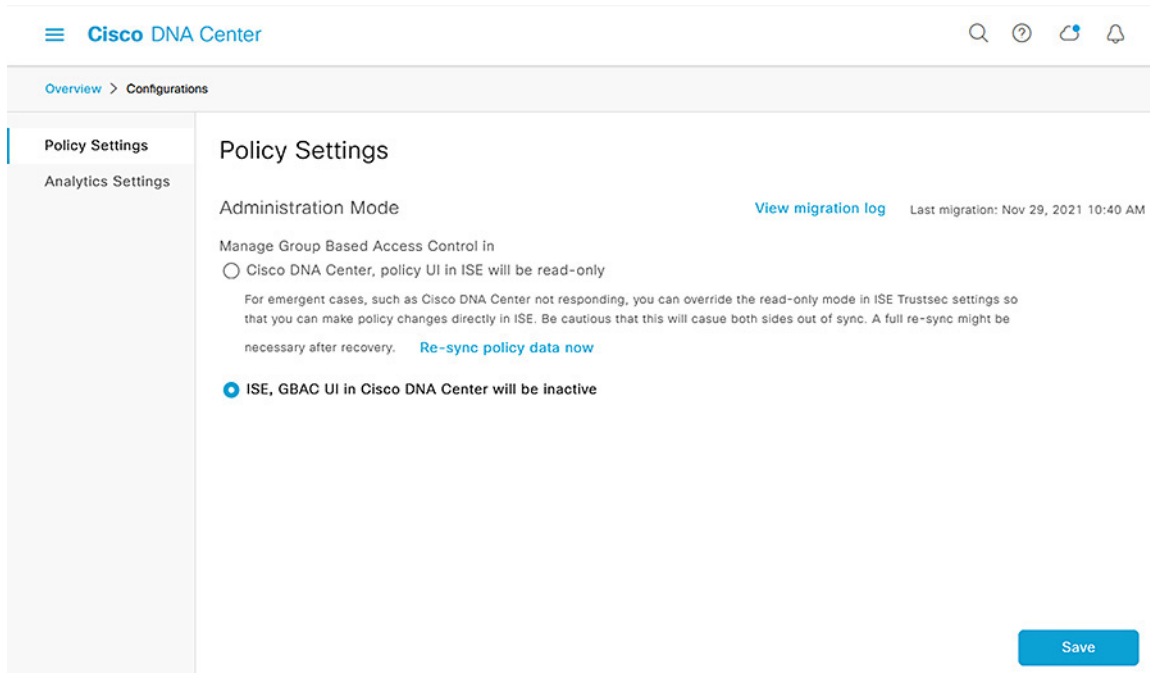 Cisco DNA Center
Overview > Configurations
Policy Settings
Analytics Settings
Policy Settings
Administration Mode
View migration log
Last migration: Nov 29, 2021 10:40 AM
Manage Group Based Access Control in
Cisco DNA Center, policy UI in ISE will be read-only
For emergent cases, such as Cisco DNA Center not responding, you can override the read-only mode in ISE Trustsec settings so
that you can make policy changes directly in ISE. Be cautious that this will casue both sides out of sync. A full re-sync might be
necessary after recovery. Re-sync policy data now
ISE, GBAC UI in Cisco DNA Center will be inactive
Save